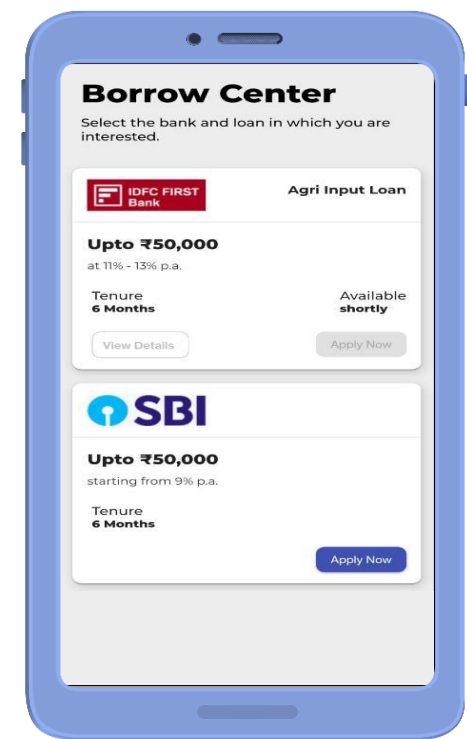 Borrow Center
Select the bank and loan in which you are
interested.
IDFC FIRST
Bank
Agri Input Loan
Upto ₹50,000
at 11% - 13% p.a.
Tenure
6 Months
Available
shortly
View Details
Apply Now
SBI
Upto ₹50,000
starting from 9% p.a.
Tenure
6 Months
Apply Now